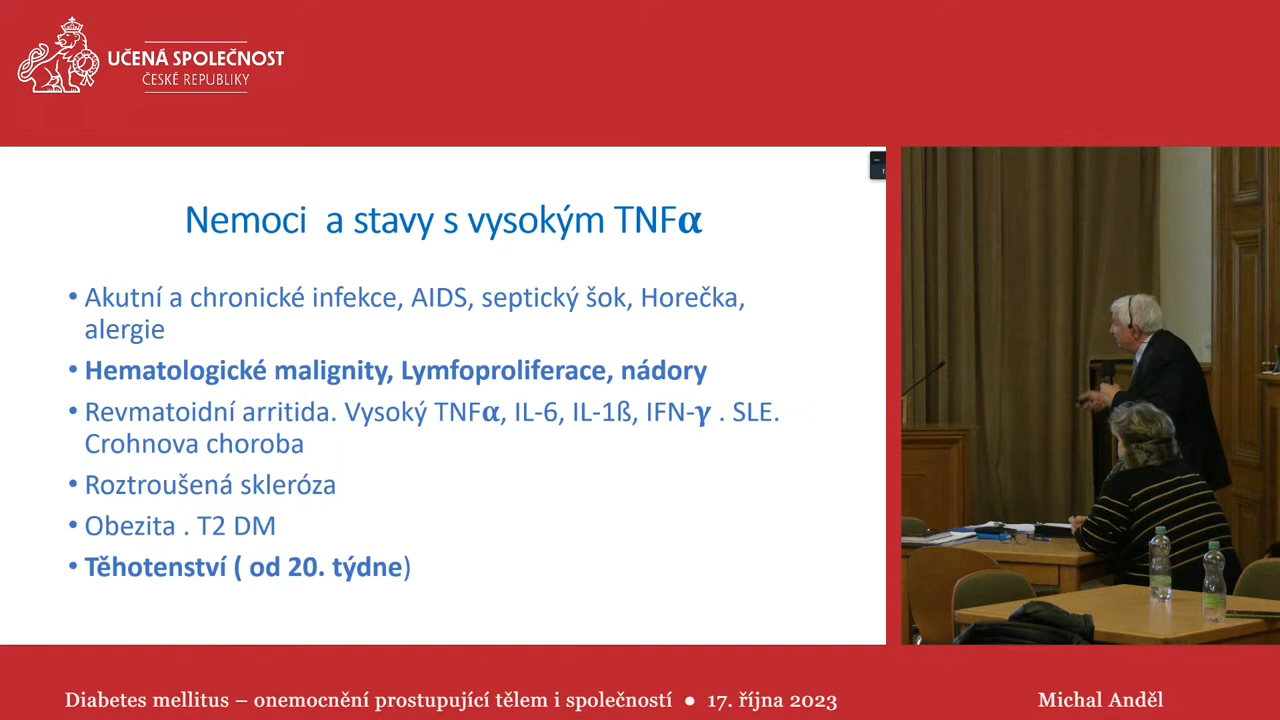 UČENÁ SPOLEČNOST
ČESKÉ REPUBLIKY
Nemoci a stavy s vysokým TNFα
• Akutní a chronické infekce, AIDS, septický šok, Horečka,
alergie
• Hematologické malignity, Lymfoproliferace, nádory
• Revmatoidní arritida. Vysoký TNFα, IL-6, IL-1ß, IFN-γ . SLE.
Crohnova choroba
• Roztroušená skleróza
• Obezita . T2 DM
• Těhotenství ( od 20. týdne)
Diabetes mellitus – onemocnění prostupující tělem i společností ● 17. října 2023
Michal Anděl